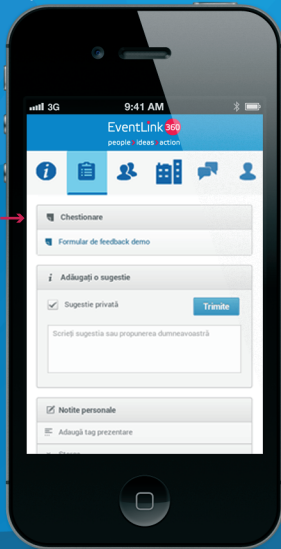 3G 9:41 AM
EventLink 360
people ideas action
Chestionare
Formular de feedback demo
i Adăugați o sugestie
Sugestie privată
Trimite
Scrieți sugestia sau propunerea dumneavoastră
Notite personale
Adaugă tag prezentare